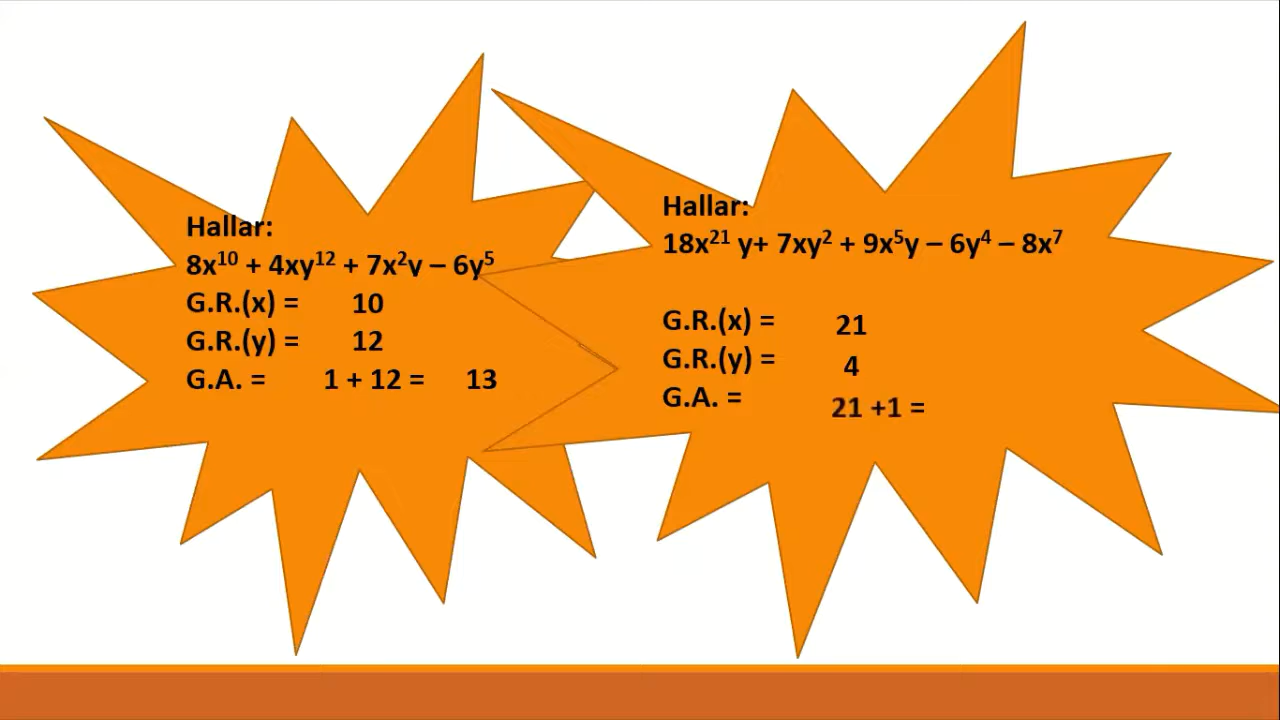 Hallar:
8x¹⁰ + 4xy¹² + 7x²y – 6y⁵
G.R.(x) = 10
G.R.(y) = 12
G.A. = 1 + 12 = 13
Hallar:
18x²¹ y+ 7xy² + 9x⁵y – 6y⁴ – 8x⁷
G.R.(x) = 21
G.R.(y) = 4
G.A. = 21 +1 =